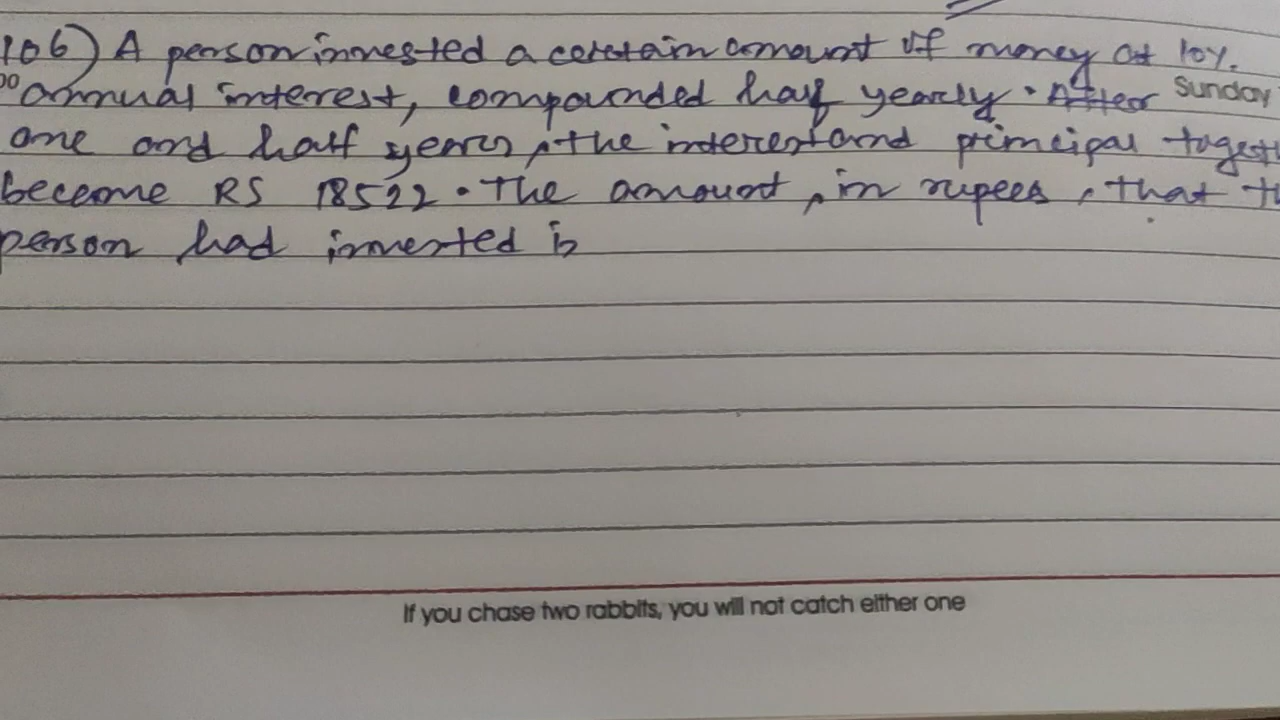 106) A person invested a certain amount of money at 10%.
annual interest, compounded half yearly. After
Sunday
one and half years, the interest and principal togeth
become RS 18522. The amount, in rupees, that th
person had invested is
If you chase two rabbits, you will not catch either one